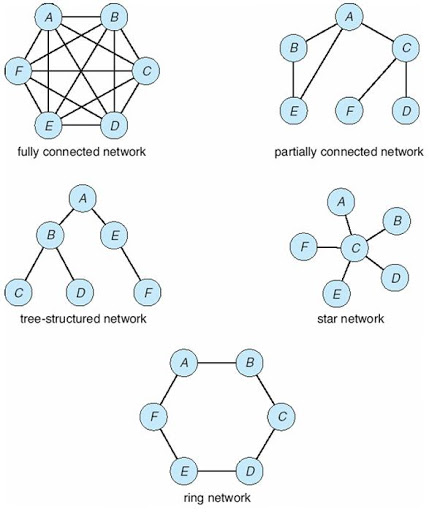 A B
F C
E D
fully connected network
A
B C
E F D
partially connected network
A
B E
C D F
tree-structured network
A
B
F C
D
E
star network
A B
F C
E D
ring network